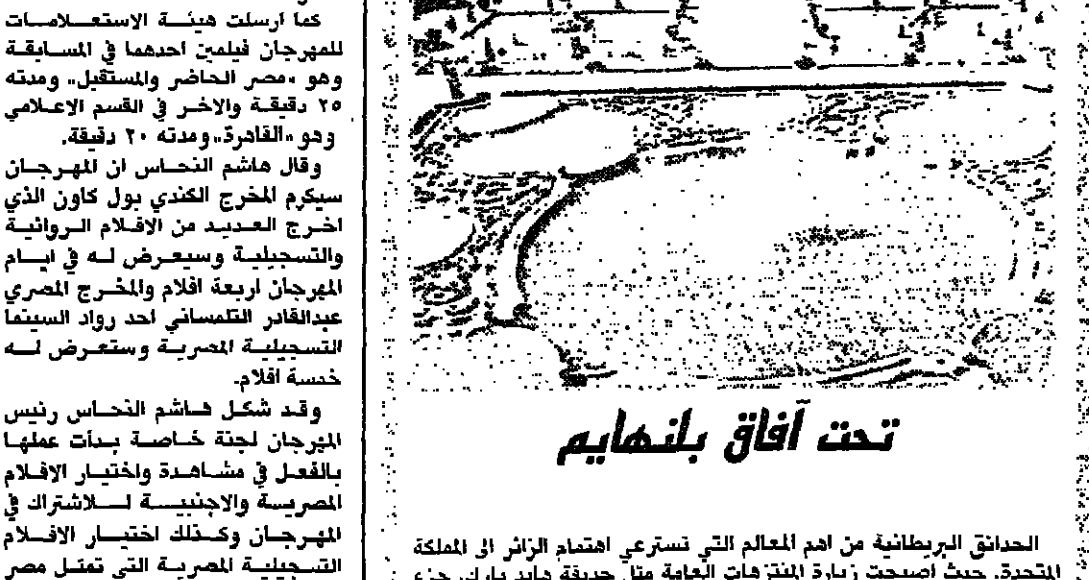 تحت آفاق بلنهايم
الحدائق البريطانية من اهم المعالم التي تسترعي اهتمام الزائر الى المملكة
المتحدة. حيث اصبحت زيارة المنتزهات العامة مثل حديقة هايد بارك. جزء
كما ارسلت هيئة الاستعلامات
للمهرجان فيلمين احدهما في المسابقة
وهو «مصر الحاضر والمستقبل» ومدته
٢٥ دقيقة والاخر في القسم الاعلامي
وهو «القاهرة» ومدته ٢٠ دقيقة.
وقال هاشم النحاس ان المهرجان
سيكرم المخرج الكندي بول كاون الذي
اخرج العديد من الافلام الروائية
والتسجيلية وسيعرض له في ايام
المهرجان اربعة افلام والمخرج المصري
عبدالقادر التلمساني احد رواد السينما
التسجيلية المصرية وستعرض له
خمسة افلام.
وقد شكل هاشم النحاس رئيس
المهرجان لجنة خاصة بدأت عملها
بالفعل في مشاهدة واختيار الافلام
المصرية والاجنبية للاشتراك في
المهرجان وكذلك اختيار الافلام
التسجيلية المصرية التي تمثل مصر